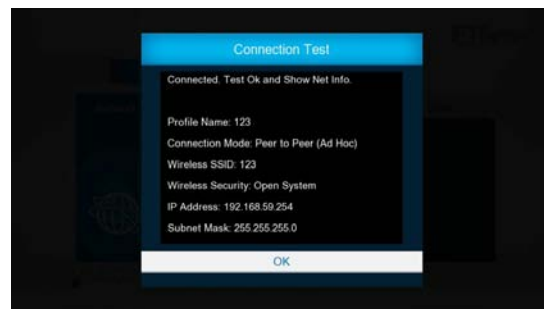 Connection Test
Connected. Test Ok and Show Net Info.
Profile Name: 123
Connection Mode: Peer to Peer (Ad Hoc)
Wireless SSID: 123
Wireless Security: Open System
IP Address: 192.168.59.254
Subnet Mask: 255.255.255.0
OK